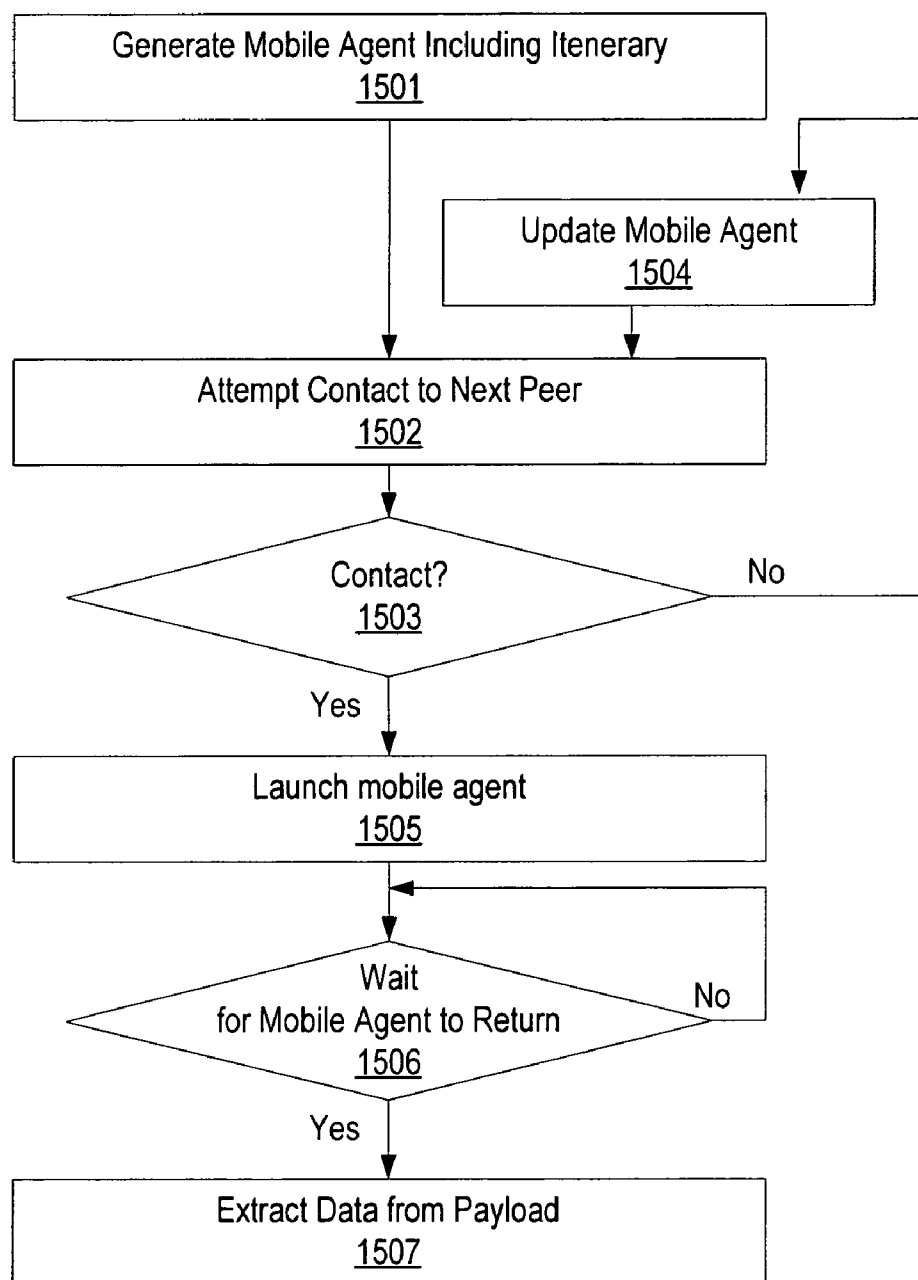 Generate Mobile Agent Including Itenerary
1501
Update Mobile Agent
1504
Attempt Contact to Next Peer
1502
Contact?
1503
No
Yes
Launch mobile agent
1505
Wait
for Mobile Agent to Return
1506
No
Yes
Extract Data from Payload
1507